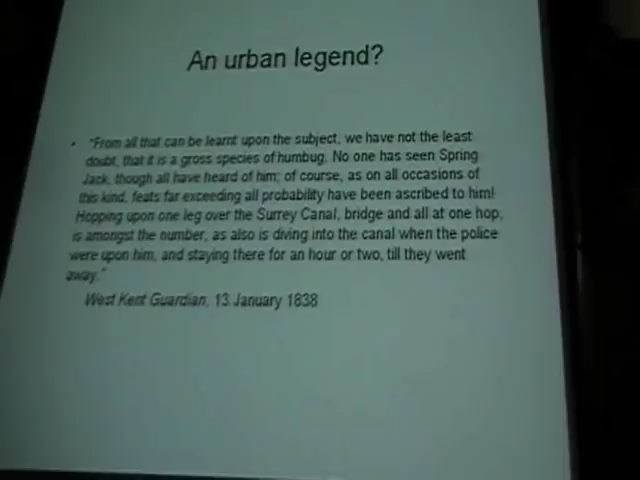 An urban legend?
• "From all that can be learnt upon the subject, we have not the least
doubt, that it is a gross species of humbug. No one has seen Spring
Jack, though all have heard of him; of course, as on all occasions of
this kind, feats far exceeding all probability have been ascribed to him!
Hopping upon one leg over the Surrey Canal, bridge and all at one hop,
is amongst the number, as also is diving into the canal when the police
were upon him, and staying there for an hour or two, till they went
away."
West Kent Guardian, 13 January 1838